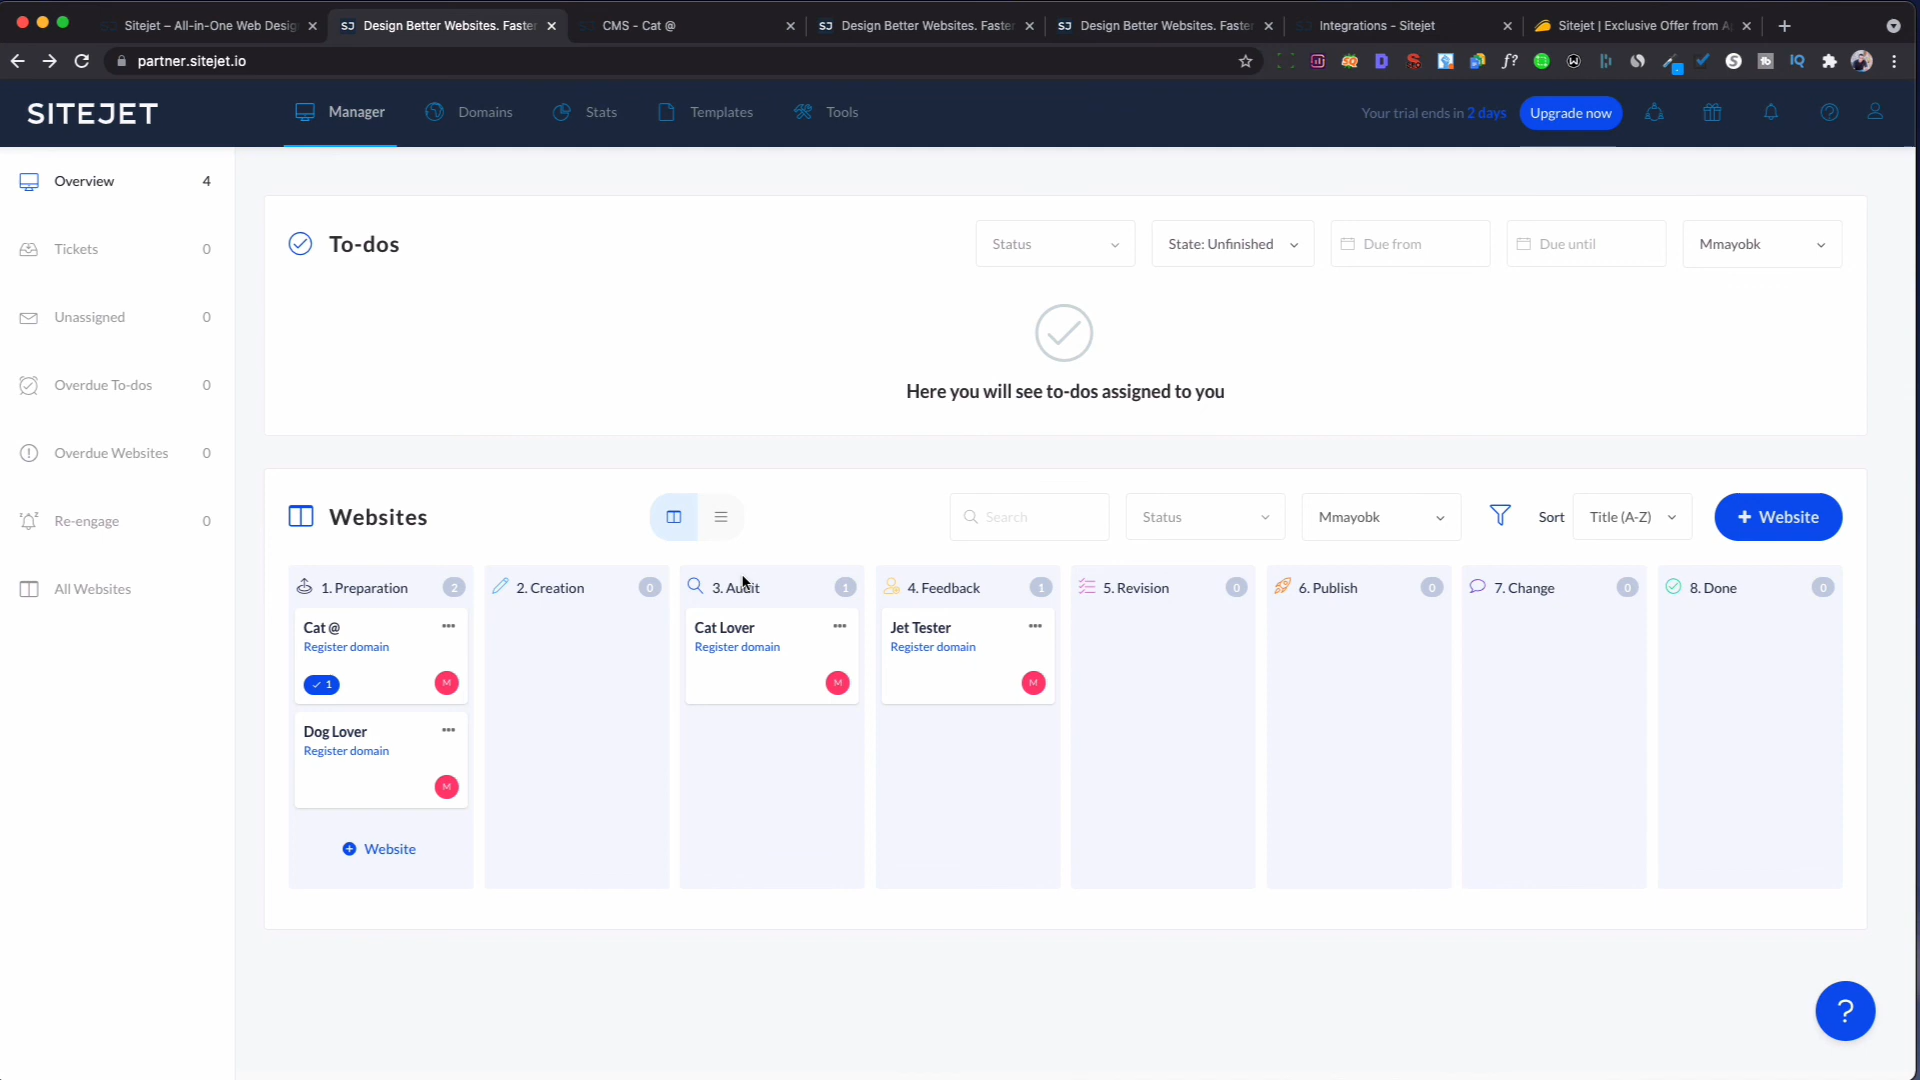 Sitejet – All-in-One Web Desig
Design Better Websites. Faster
CMS - Cat @
Design Better Websites. Faster
Design Better Websites. Faster
Integrations - Sitejet
Sitejet | Exclusive Offer from A
partner.sitejet.io
SITEJET
Manager
Domains
Stats
Templates
Tools
Your trial ends in 2 days
Upgrade now
Overview 4
Tickets 0
Unassigned 0
Overdue To-dos 0
Overdue Websites 0
Re-engage 0
All Websites
To-dos
Status
State: Unfinished
Due from
Due until
Mmayobk
Here you will see to-dos assigned to you
Websites
Search
Status
Mmayobk
Sort
Title (A-Z)
+ Website
1. Preparation 2
2. Creation 0
3. Audit 1
4. Feedback 1
5. Revision 0
6. Publish 0
7. Change 0
8. Done 0
Cat @
Register domain
1
M
Dog Lover
Register domain
M
Website
Cat Lover
Register domain
M
Jet Tester
Register domain
M
?